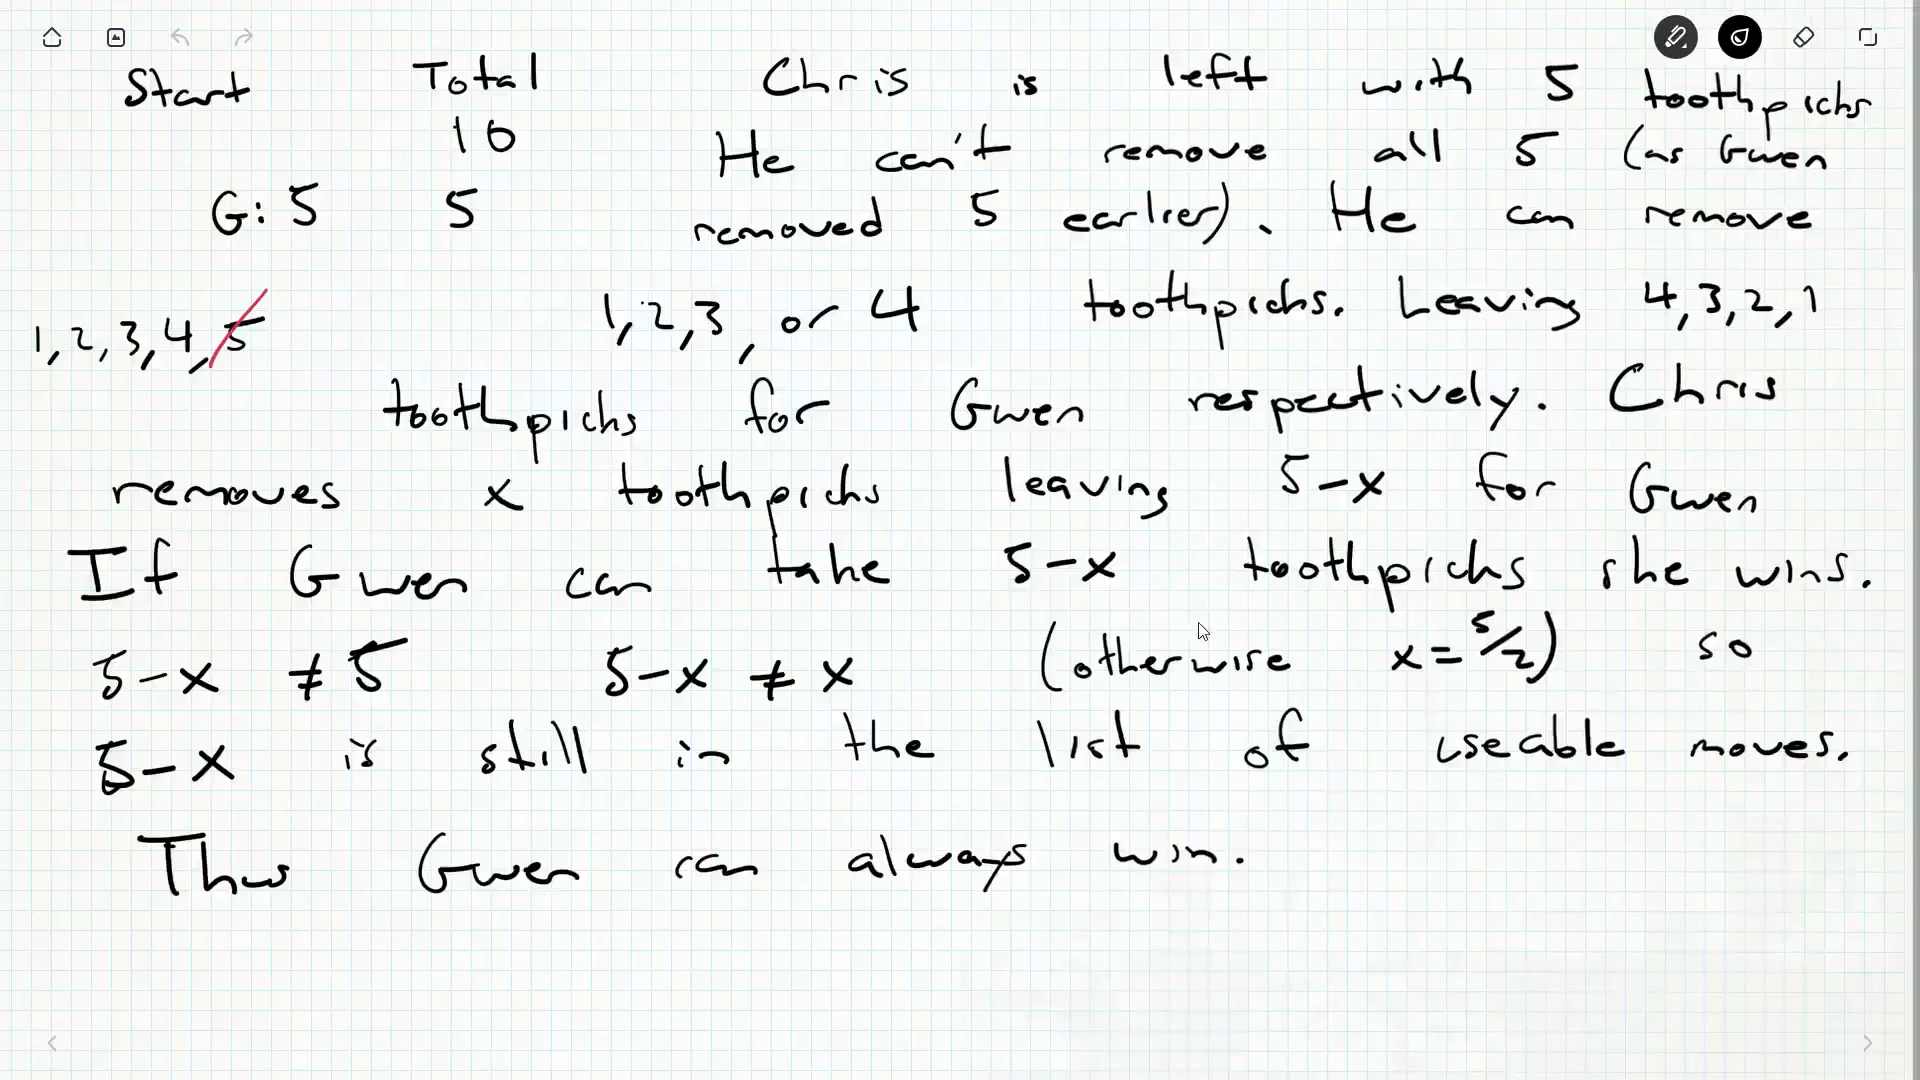 Start Total Chris is left with 5 toothpicks
10 He can't remove all 5 (as Gwen
G: 5 5 removed 5 earlier). He can remove
1, 2, 3, 4, 5 1, 2, 3, or 4 toothpicks. Leaving 4, 3, 2, 1
toothpicks for Gwen respectively. Chris
removes x toothpicks leaving 5-x for Gwen
If Gwen can take 5-x toothpicks she wins.
5-x ≠ 5 5-x ≠ x (otherwise x = 5/2) so
5-x is still in the list of useable moves.
Thus Gwen can always win.